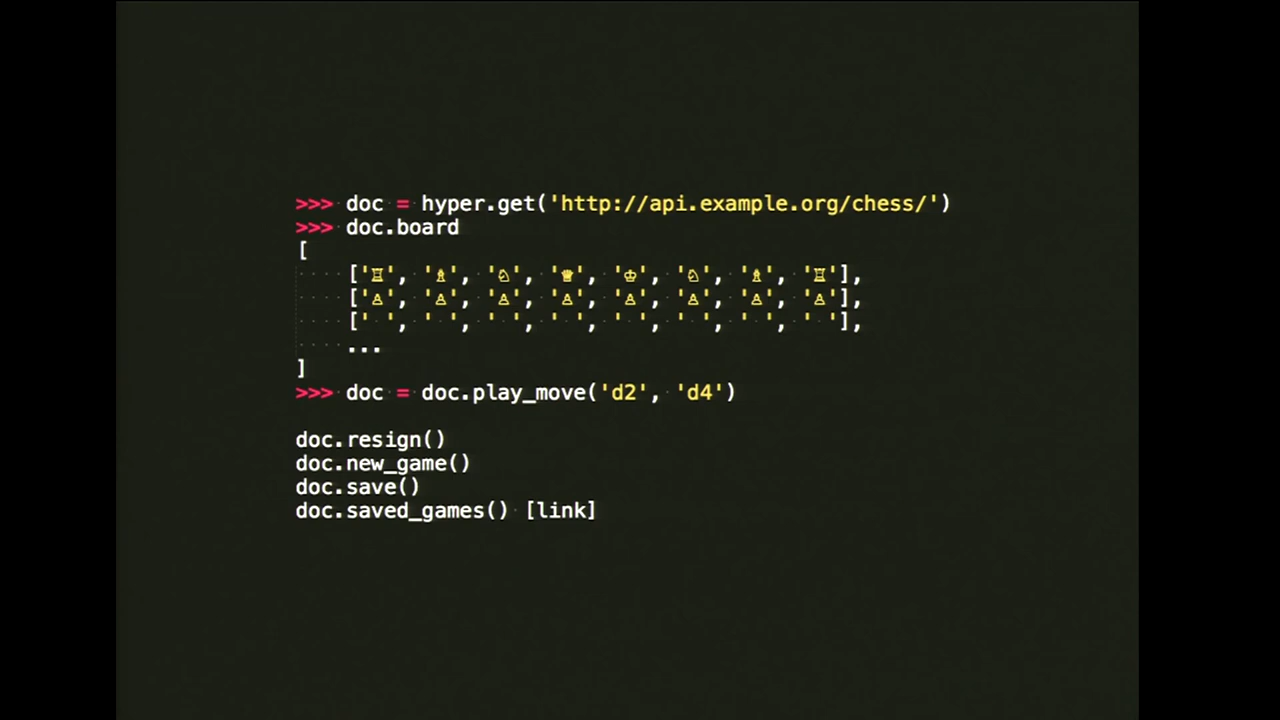 >>> doc = hyper.get('http://api.example.org/chess/')
>>> doc.board
[
['♖', '♗', '♘', '♛', '♔', '♘', '♗', '♖'],
['♙', '♙', '♙', '♙', '♙', '♙', '♙', '♙'],
[' ', ' ', ' ', ' ', ' ', ' ', ' ', ' '],
...
]
>>> doc = doc.play_move('d2', 'd4')
doc.resign()
doc.new_game()
doc.save()
doc.saved_games() [link]